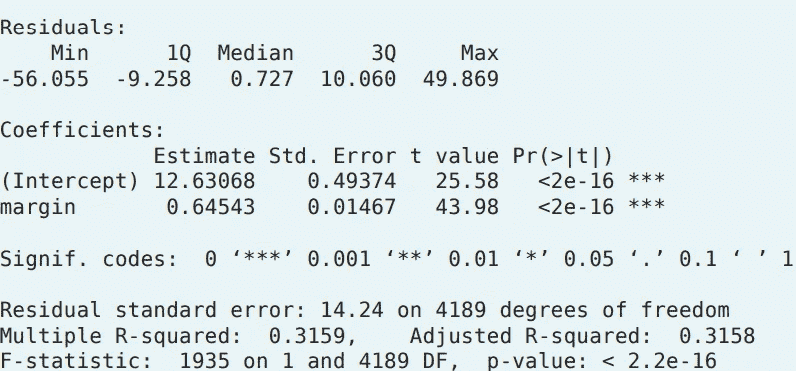 Residuals:
    Min      1Q  Median      3Q     Max
-56.055  -9.258   0.727  10.060  49.869
Coefficients:
            Estimate Std. Error t value Pr(>|t|)
(Intercept) 12.63068    0.49374   25.58   <2e-16 ***
margin       0.64543    0.01467   43.98   <2e-16 ***
Signif. codes:  0 ‘***’ 0.001 ‘**’ 0.01 ‘*’ 0.05 ‘.’ 0.1 ‘ ’ 1
Residual standard error: 14.24 on 4189 degrees of freedom
Multiple R-squared:  0.3159,    Adjusted R-squared:  0.3158
F-statistic:  1935 on 1 and 4189 DF,  p-value: < 2.2e-16